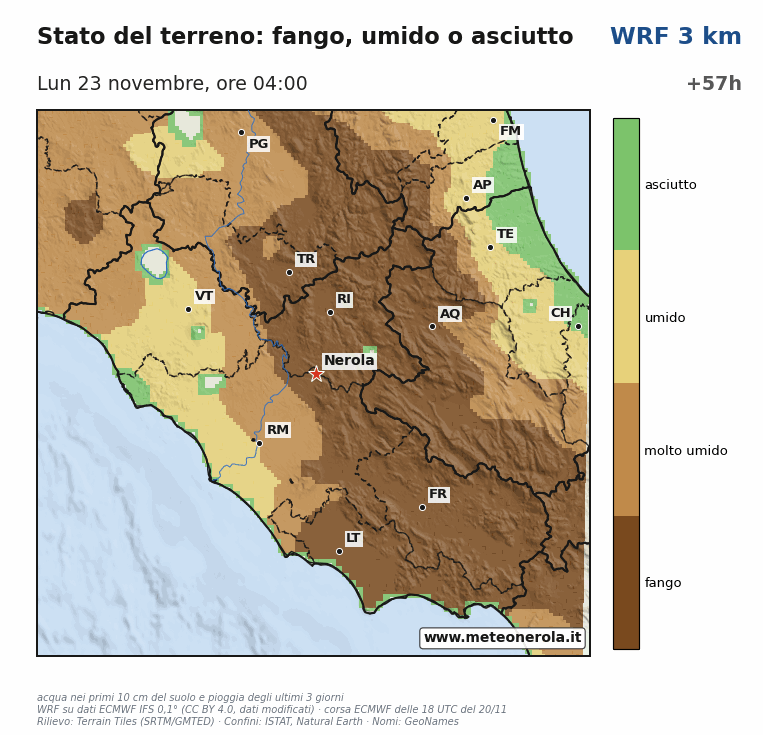 Stato del terreno: fango, umido o asciutto
WRF 3 km
Lun 23 novembre, ore 04:00
+57h
FM
PG
AP
TE
TR
VT
RI
AQ
CH
Nerola
RM
FR
LT
www.meteonerola.it
asciutto
umido
molto umido
fango
acqua nei primi 10 cm del suolo e pioggia degli ultimi 3 giorni
WRF su dati ECMWF IFS 0,1° (CC BY 4.0, dati modificati) · corsa ECMWF delle 18 UTC del 20/11
Rilievo: Terrain Tiles (SRTM/GMTED) · Confini: ISTAT, Natural Earth · Nomi: GeoNames